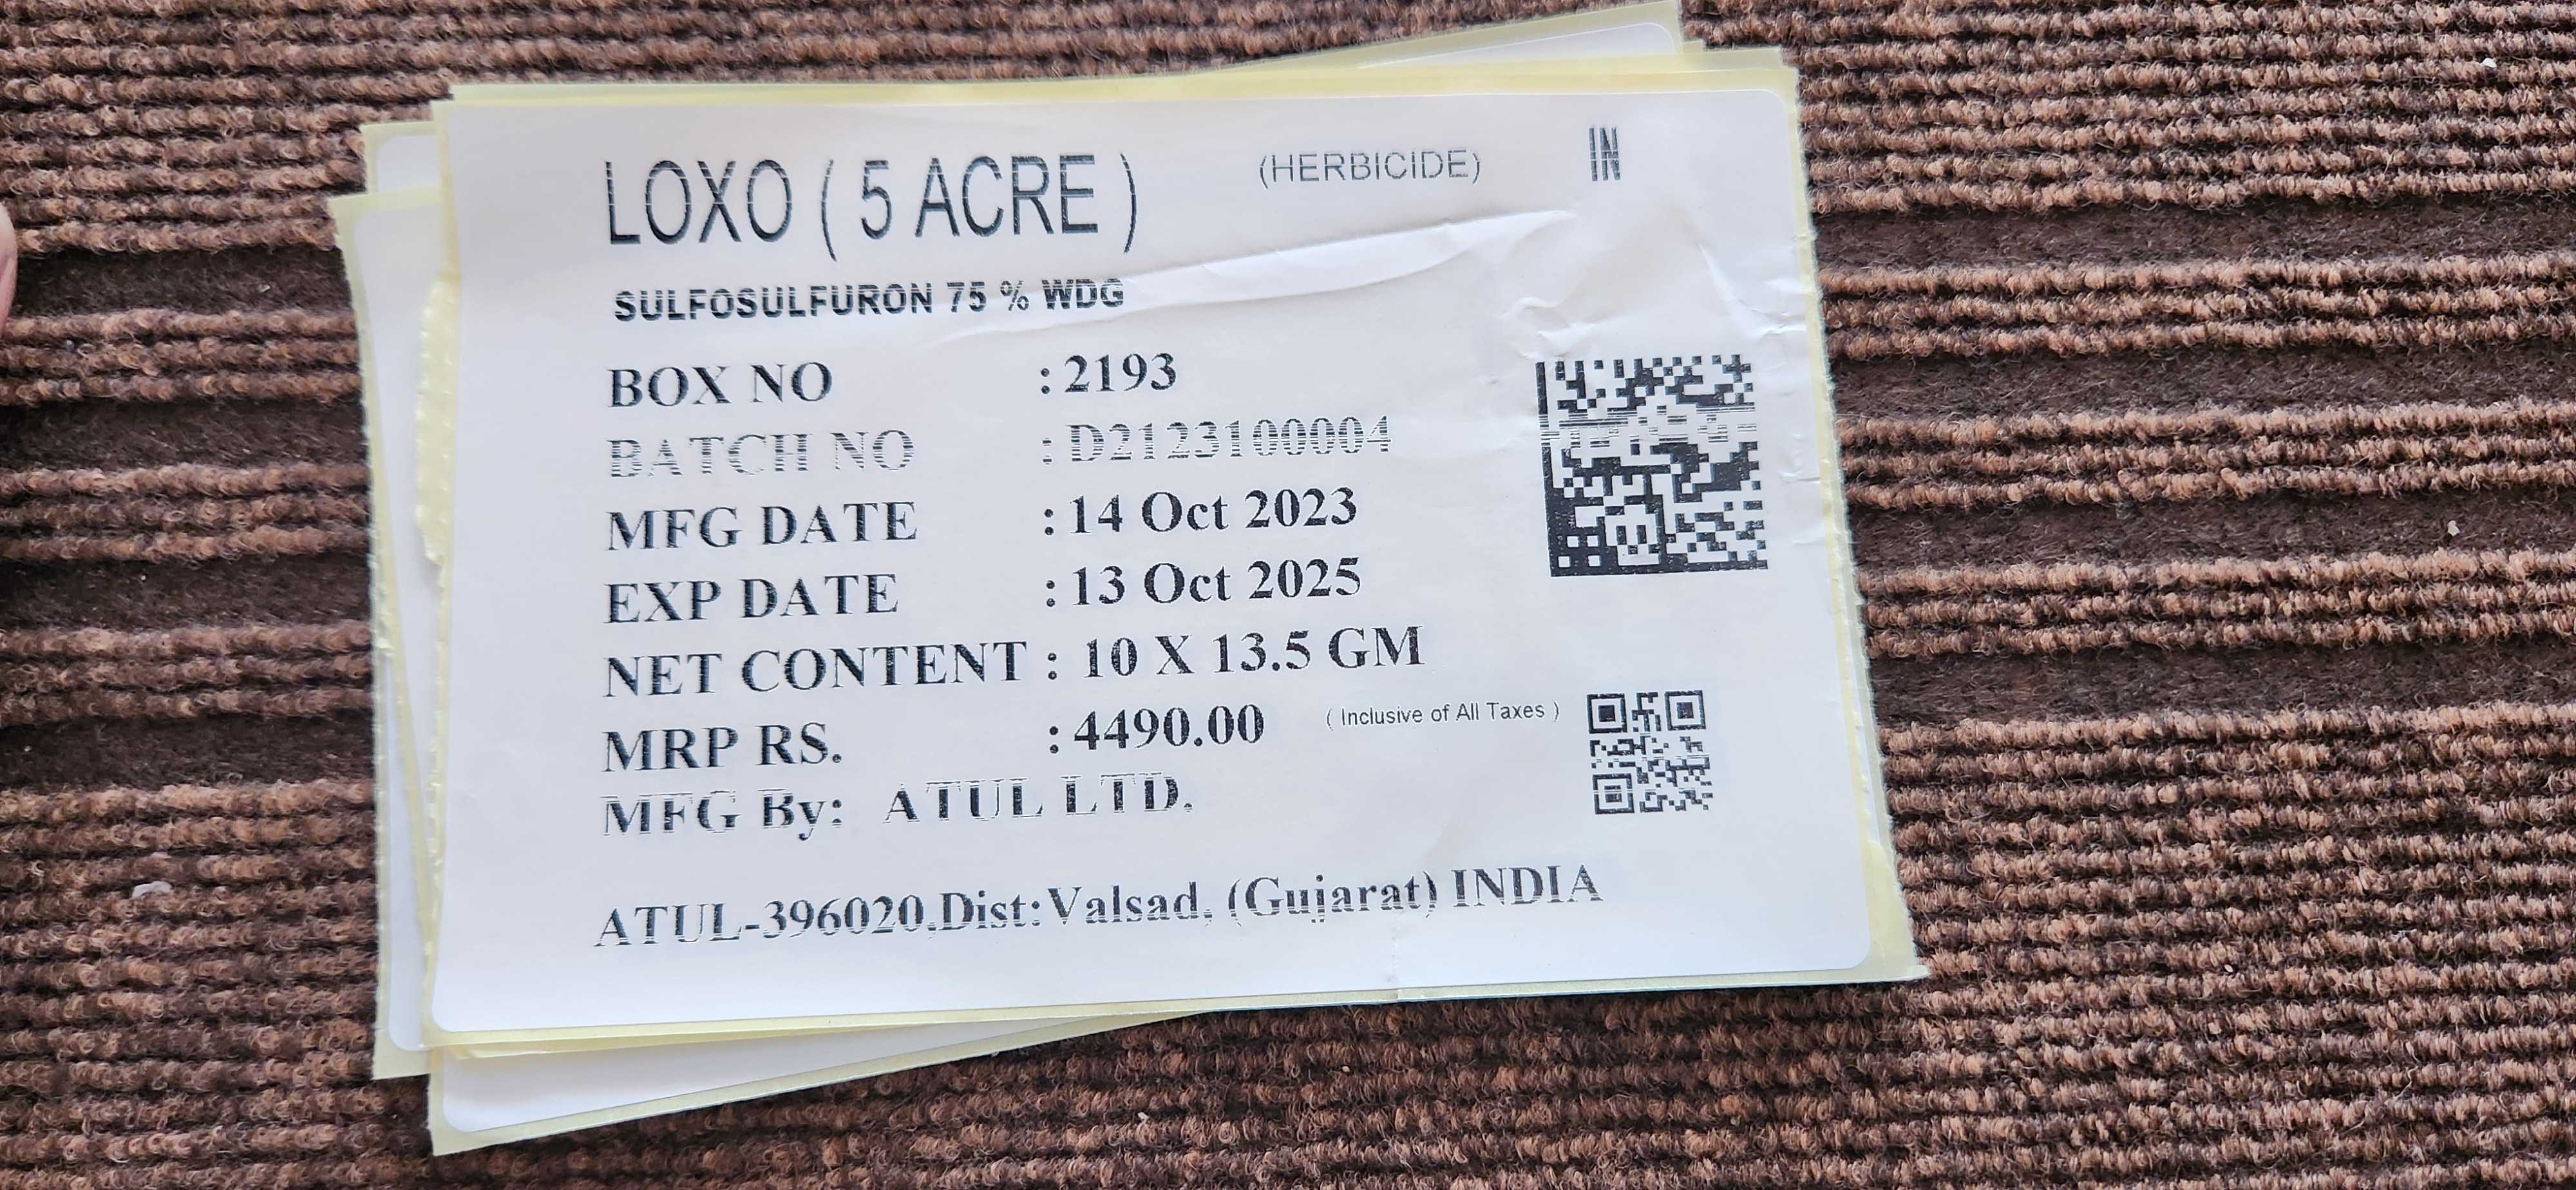 LOXO ( 5 ACRE ) (HERBICIDE) IN
SULFOSULFURON 75 % WDG
BOX NO : 2193
BATCH NO : D2123100004
MFG DATE : 14 Oct 2023
EXP DATE : 13 Oct 2025
NET CONTENT : 10 X 13.5 GM
MRP RS. : 4490.00 ( Inclusive of All Taxes )
MFG By: ATUL LTD.
ATUL-396020,Dist:Valsad, (Gujarat) INDIA